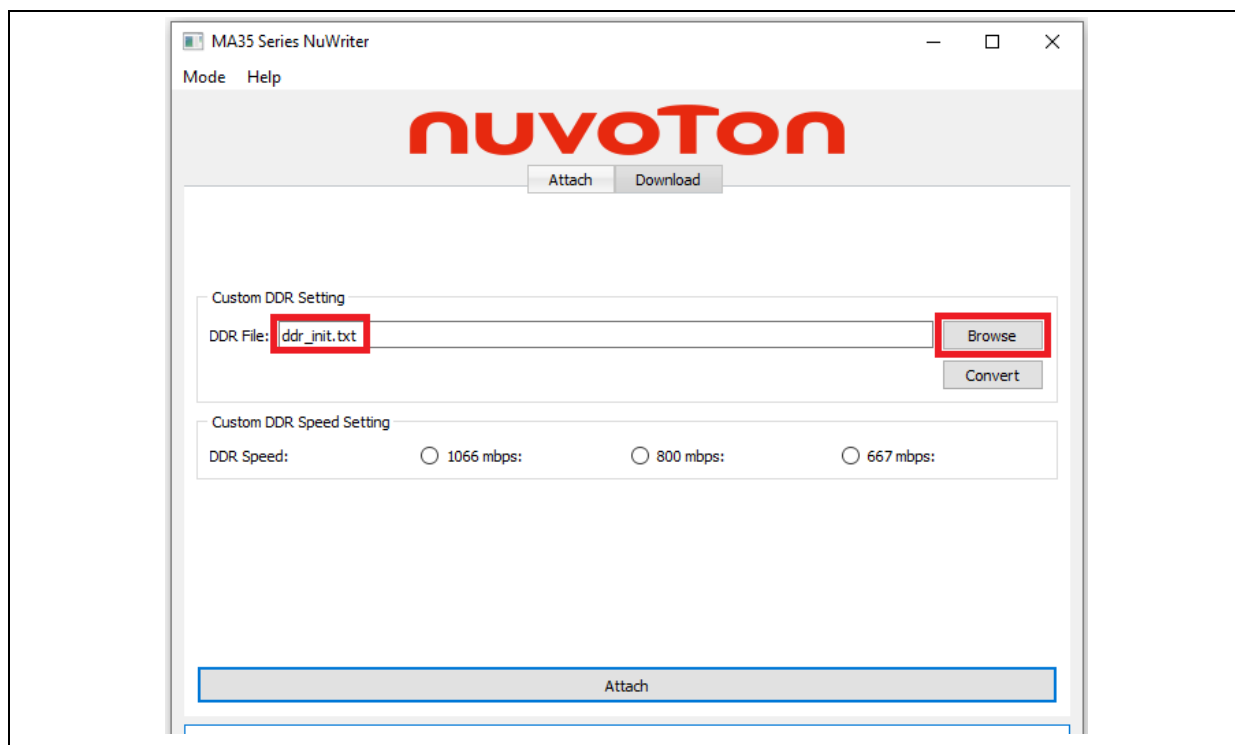 MA35 Series NuWriter
Mode Help
nuvoTon
Attach Download
Custom DDR Setting
DDR File: ddr_init.txt Browse
Convert
Custom DDR Speed Setting
DDR Speed: 1066 mbps: 800 mbps: 667 mbps:
Attach